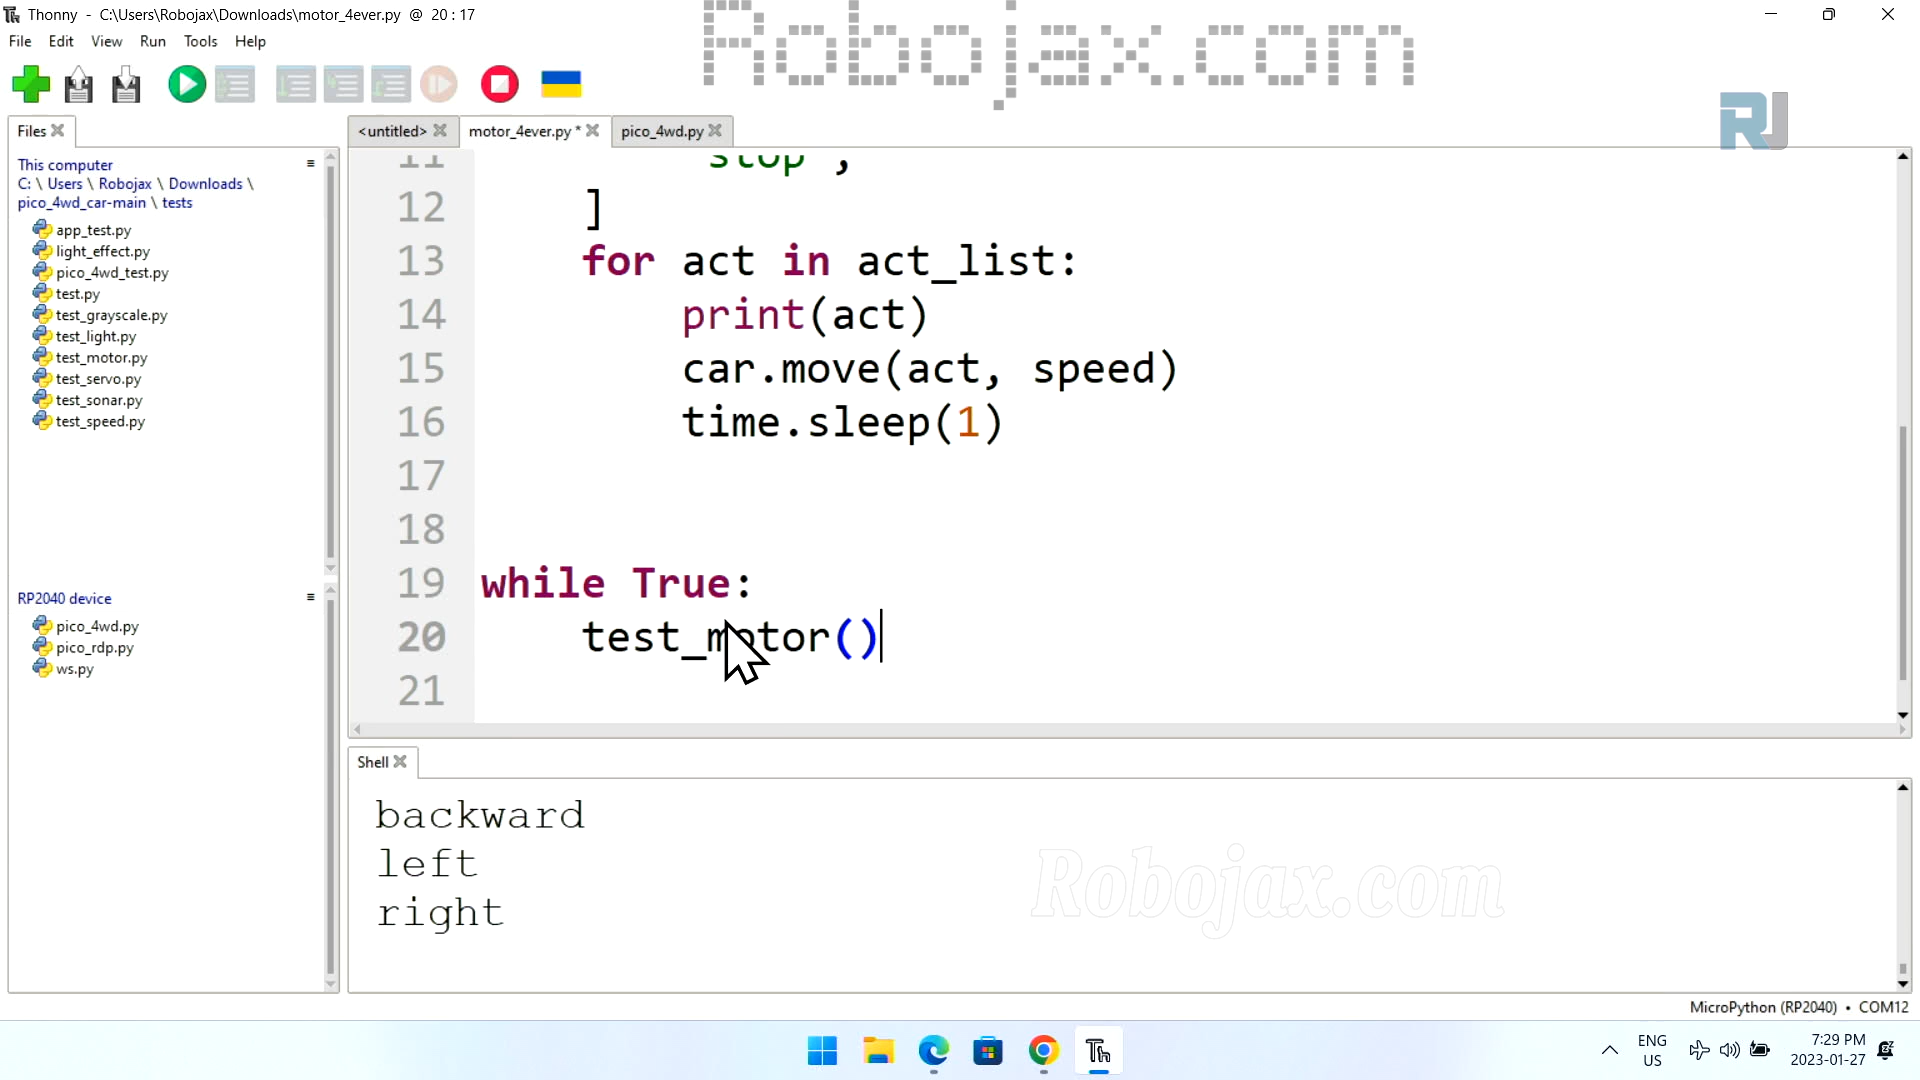 Thonny - C:\Users\Robojax\Downloads\motor_4ever.py @ 20:17
File Edit View Run Tools Help
Robojax.com
RJ
Files
<untitled> motor_4ever.py * pico_4wd.py
This computer
C: \ Users \ Robojax \ Downloads \
pico_4wd_car-main \ tests
app_test.py
light_effect.py
pico_4wd_test.py
test.py
test_grayscale.py
test_light.py
test_motor.py
test_servo.py
test_sonar.py
test_speed.py
RP2040 device
pico_4wd.py
pico_rdp.py
ws.py
11 "stop",
12 ]
13 for act in act_list:
14 print(act)
15 car.move(act, speed)
16 time.sleep(1)
17
18
19 while True:
20 test_motor()
21
Shell
backward
left
right
Robojax.com
MicroPython (RP2040) • COM12
Th
ENG
US
7:29 PM
2023-01-27